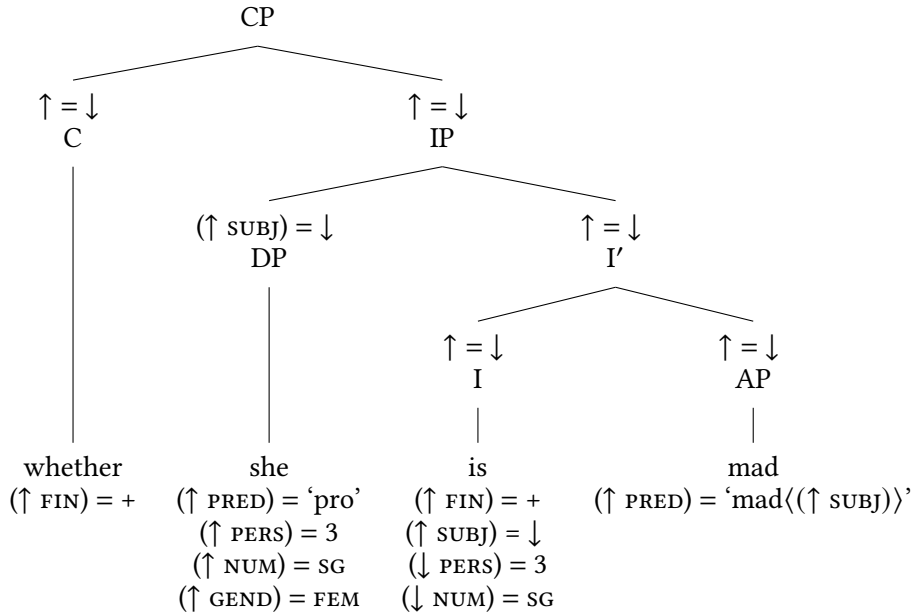 CP
↑ = ↓ ↑ = ↓
C IP
(↑ SUBJ) = ↓ ↑ = ↓
DP I′
↑ = ↓ ↑ = ↓
I AP
whether she is mad
(↑ FIN) = + (↑ PRED) = ‘pro’ (↑ FIN) = + (↑ PRED) = ‘mad⟨(↑ SUBJ)⟩’
(↑ PERS) = 3 (↑ SUBJ) = ↓
(↑ NUM) = SG (↓ PERS) = 3
(↑ GEND) = FEM (↓ NUM) = SG